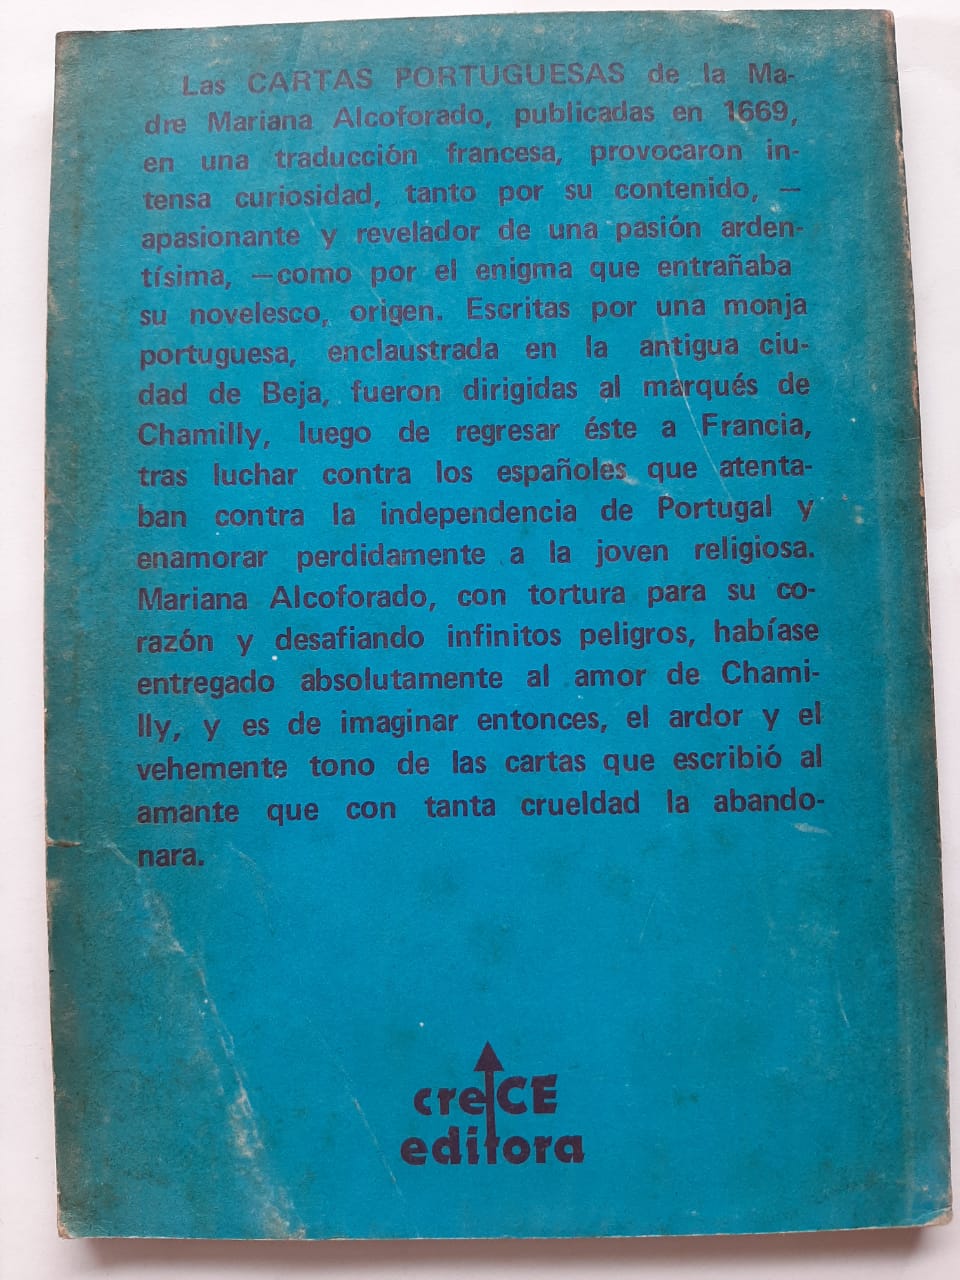 Las CARTAS PORTUGUESAS de la Ma-
dre Mariana Alcoforado, publicadas en 1669,
en una traducción francesa, provocaron in-
tensa curiosidad, tanto por su contenido, —
apasionante y revelador de una pasión arden-
tísima, —como por el enigma que entrañaba
su novelesco, origen. Escritas por una monja
portuguesa, enclaustrada en la antigua ciu-
dad de Beja, fueron dirigidas al marqués de
Chamilly, luego de regresar éste a Francia,
tras luchar contra los españoles que atenta-
ban contra la independencia de Portugal y
enamorar perdidamente a la joven religiosa.
Mariana Alcoforado, con tortura para su co-
razón y desafiando infinitos peligros, habíase
entregado absolutamente al amor de Chami-
lly, y es de imaginar entonces, el ardor y el
vehemente tono de las cartas que escribió al
amante que con tanta crueldad la abando-
nara.
creCE
editora